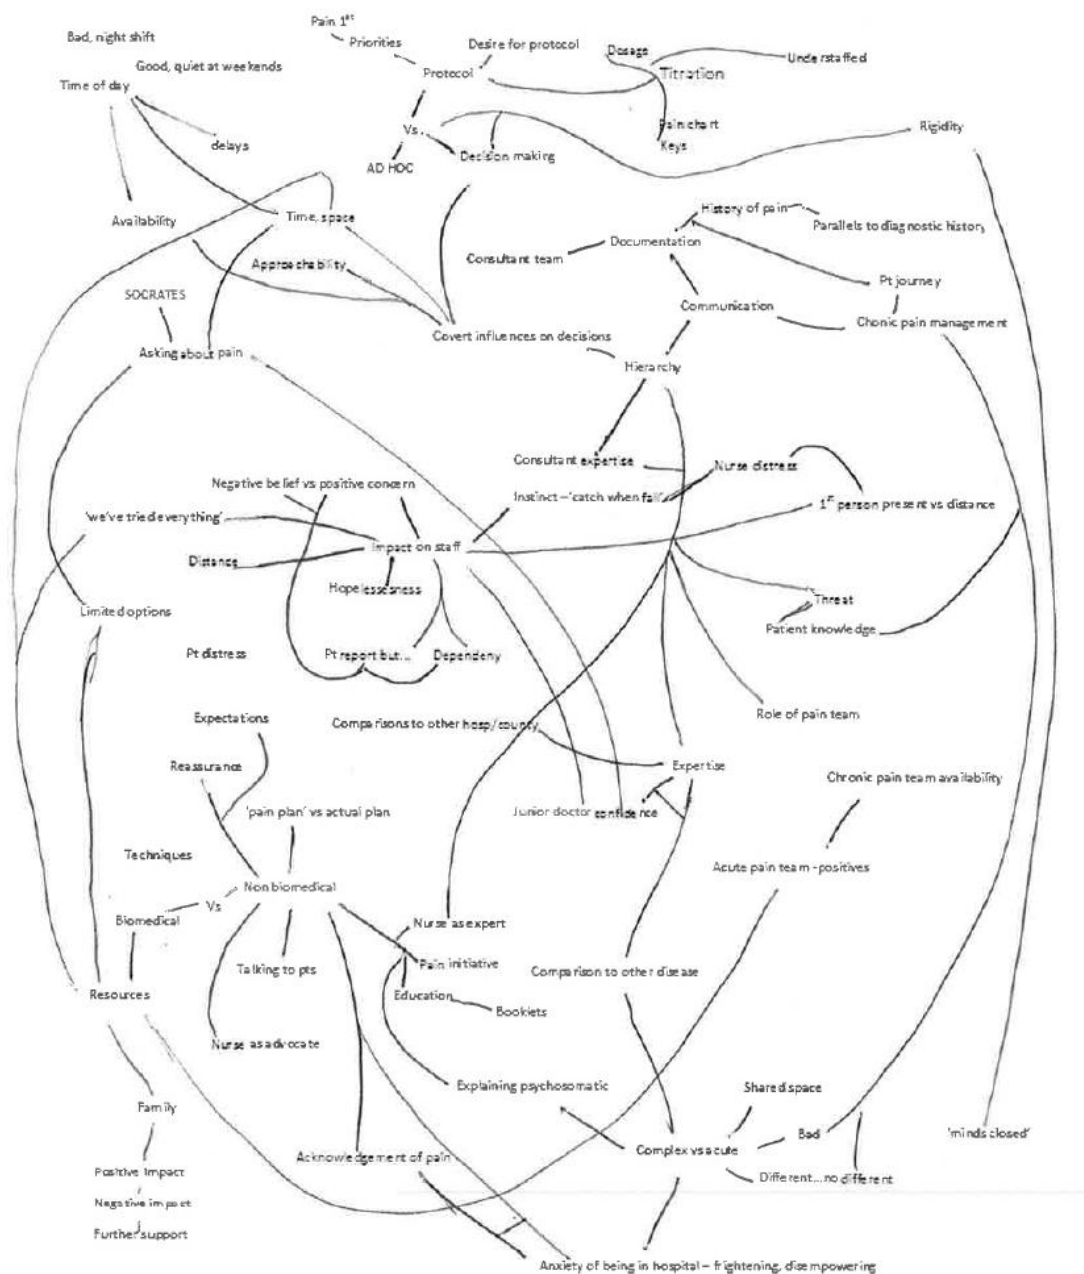 Pain 1st
Bad, night shift
Priorities
Desire for protocol
Dosage
Understaffed
Good, quiet at weekends
Protocol
Titration
Time of day
Pain chart
Rigidity
Vs
delays
Keys
Decision making
AD HOC
History of pain
Availability
Time, space
Parallels to diagnostic history
Documentation
Consultant team
Approachability
Pt journey
SOCRATES
Communication
Chonic pain management
Covert influences on decisions
Asking about pain
Hierarchy
Consultant expertise
Nurse distress
Negative belief vs positive concern
Instinct – 'catch when fall'
1st person present vs distance
'we've tried everything'
Impact on staff
Distance
Hopelessesness
Threat
Limited options
Patient knowledge
Pt distress
Pt report but...
Dependeny
Role of pain team
Expectations
Comparisons to other hosp/county
Reassurance
Expertise
Chronic pain team availability
'pain plan' vs actual plan
Junior doctor confidence
Techniques
Acute pain team - positives
Non biomedical
Vs
Biomedical
Nurse as expert
Talking to pts
Pain initiative
Comparison to other disease
Resources
Education
Booklets
Nurse as advocate
Explaining psychosomatic
Shared space
Family
Bad
'minds closed'
Acknowledgement of pain
Complex vs acute
Positive impact
Different...no different
Negative impact
Further support
Anxiety of being in hospital – frightening, disempowering